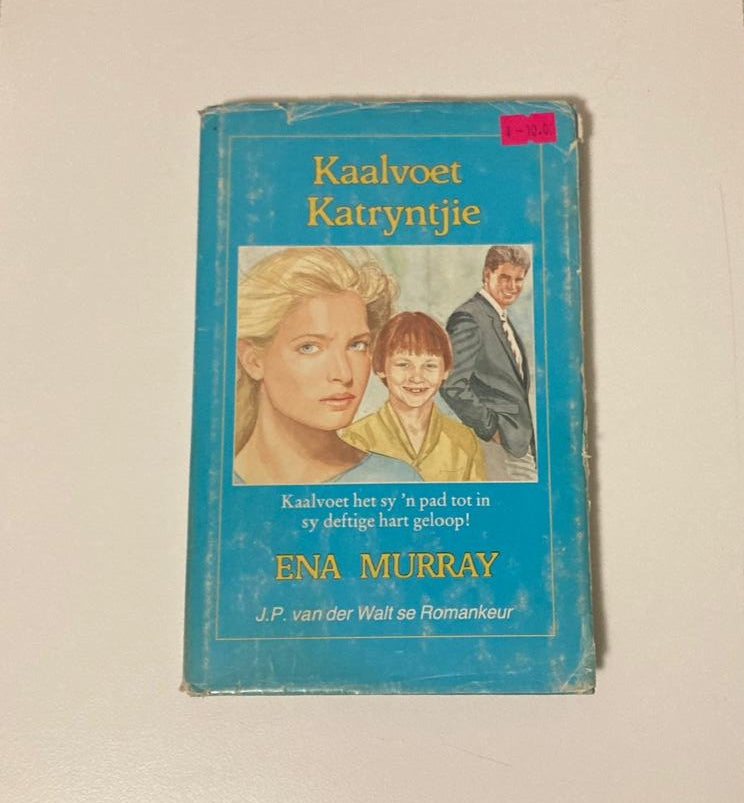 Kaalvoet
Katryntjie
Kaalvoet het sy 'n pad tot in
sy deftige hart geloop!
ENA MURRAY
J.P. van der Walt se Romankeur